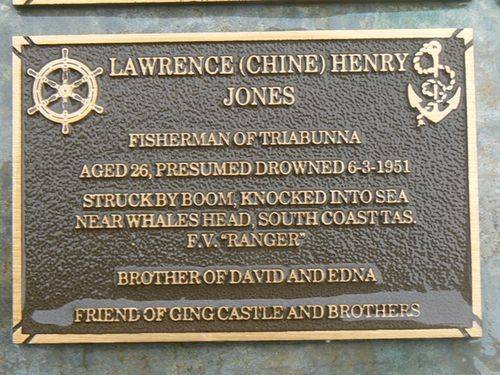 LAWRENCE (CHINE) HENRY
JONES
FISHERMAN OF TRIABUNNA
AGED 26, PRESUMED DROWNED 6-3-1951
STRUCK BY BOOM, KNOCKED INTO SEA
NEAR WHALES HEAD, SOUTH COAST TAS.
F.V. "RANGER"
BROTHER OF DAVID AND EDNA
FRIEND OF GING CASTLE AND BROTHERS